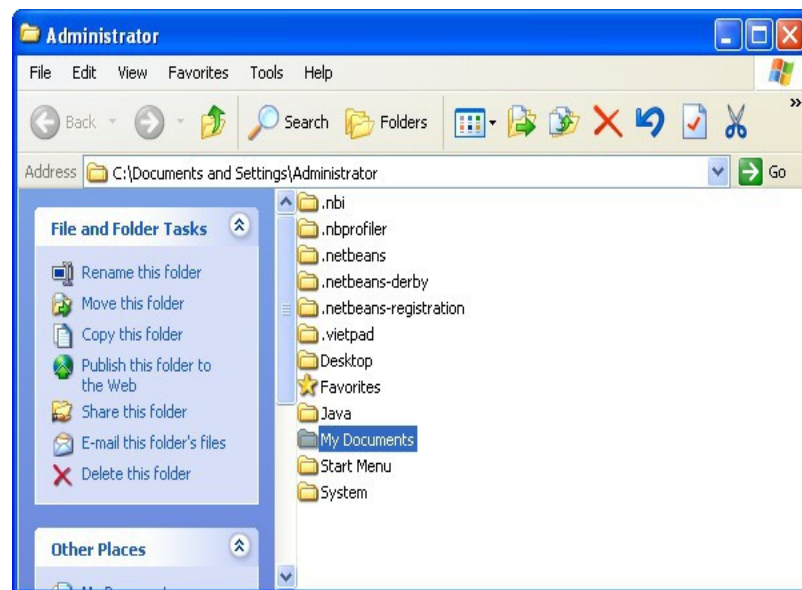 Administrator
File Edit View Favorites Tools Help
Back Search Folders »
Address C:\Documents and Settings\Administrator Go
File and Folder Tasks
Rename this folder
Move this folder
Copy this folder
Publish this folder to
the Web
Share this folder
E-mail this folder's files
Delete this folder
Other Places
.nbi
.nbprofiler
.netbeans
.netbeans-derby
.netbeans-registration
.vietpad
Desktop
Favorites
Java
My Documents
Start Menu
System